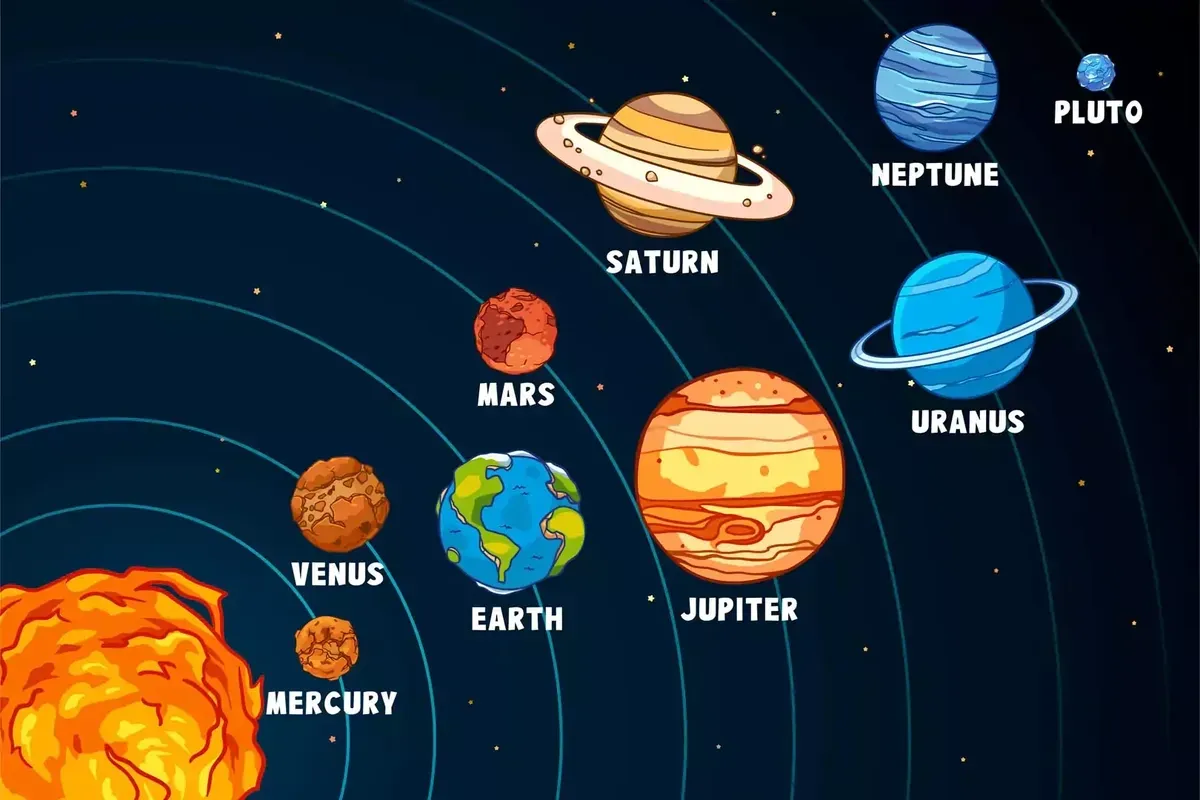 PLUTO
NEPTUNE
SATURN
MARS
URANUS
VENUS
EARTH
JUPITER
MERCURY